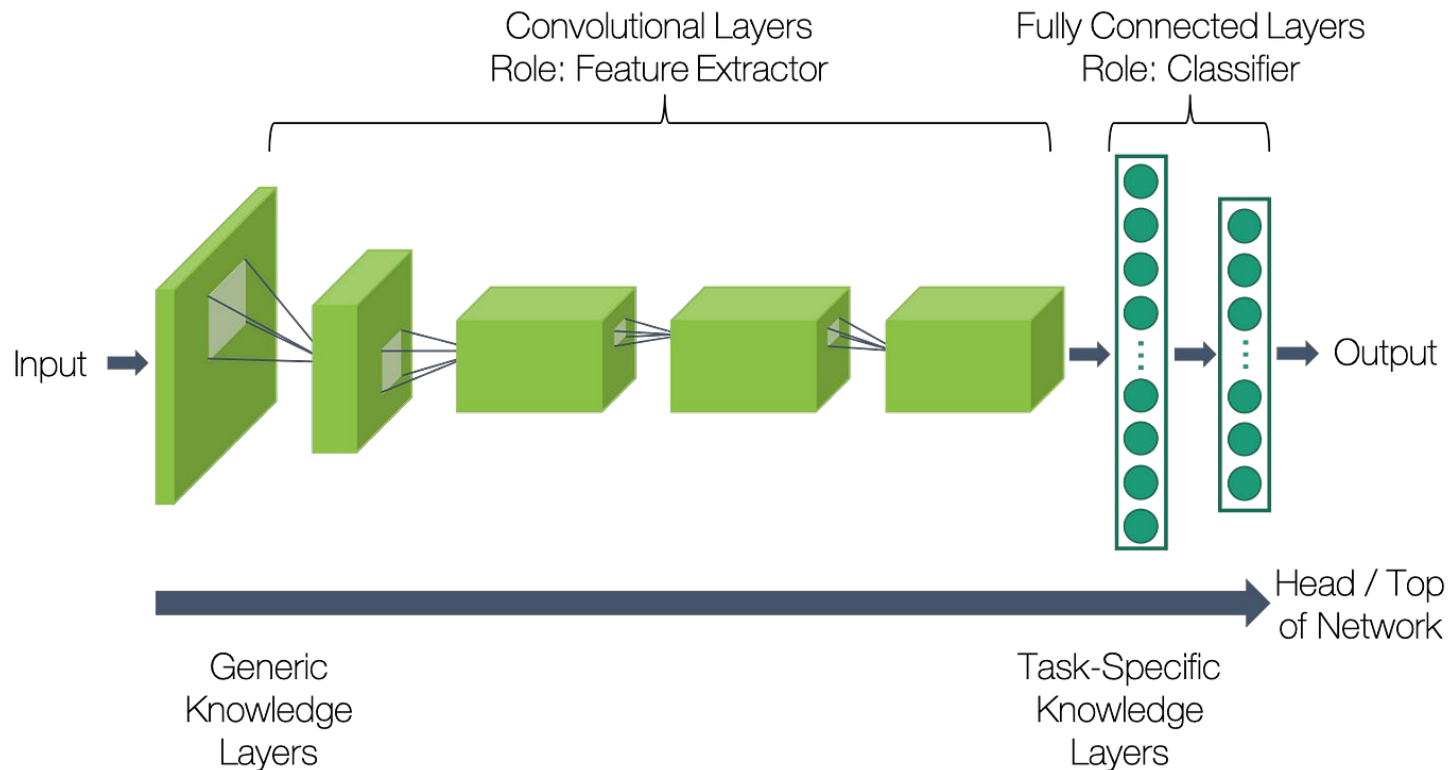 Convolutional Layers
Role: Feature Extractor
Fully Connected Layers
Role: Classifier
Input
Output
Head / Top
of Network
Generic
Knowledge
Layers
Task-Specific
Knowledge
Layers